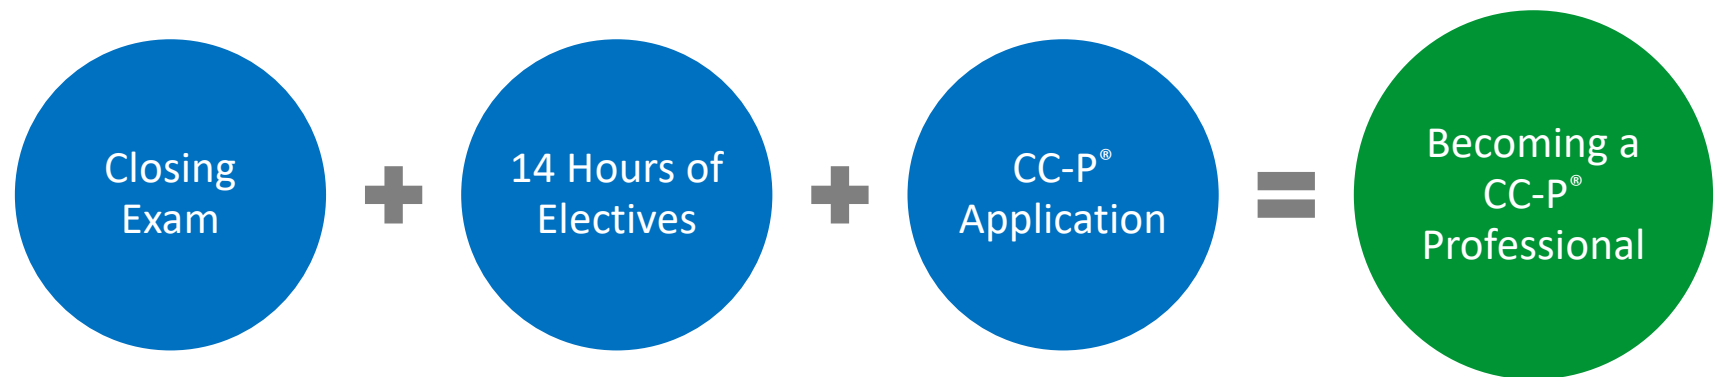 Closing
Exam
14 Hours of
Electives
CC-P®
Application
Becoming a
CC-P®
Professional